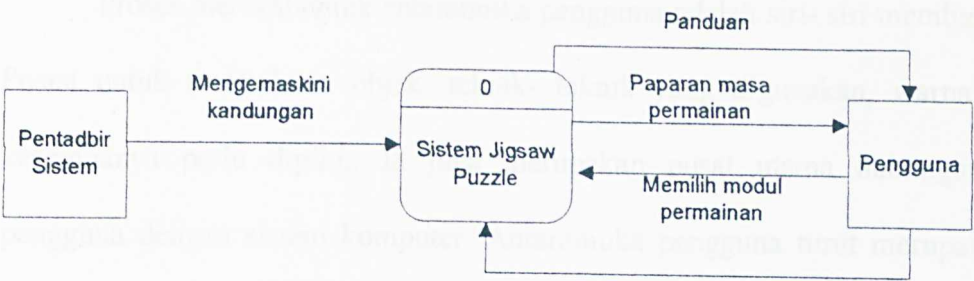 Panduan
Mengemaskini
kandungan
0
Paparan masa
permainan
Pentadbir
Sistem
Sistem Jigsaw
Puzzle
Pengguna
Memilih modul
permainan